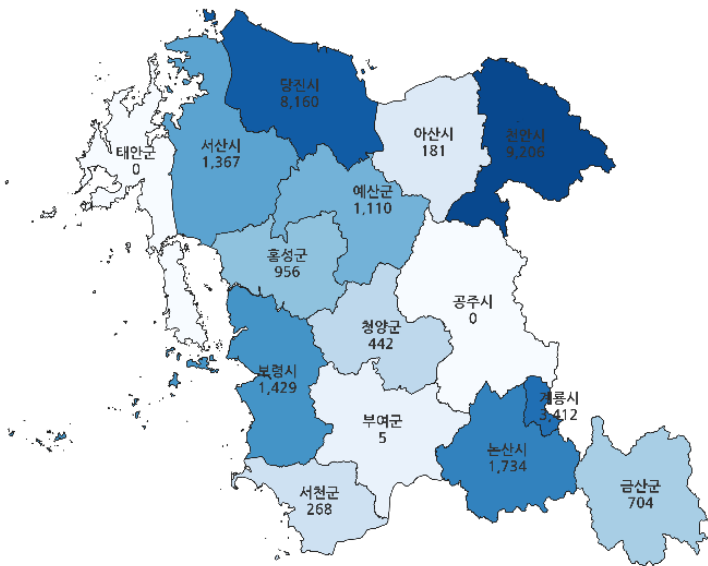 당진시
8,160
아산시
181
천안시
9,206
서산시
1,367
태안군
0
예산군
1,110
홍성군
956
공주시
0
청양군
442
보령시
1,429
계룡시
3,412
부여군
5
논산시
1,734
서천군
268
금산군
704